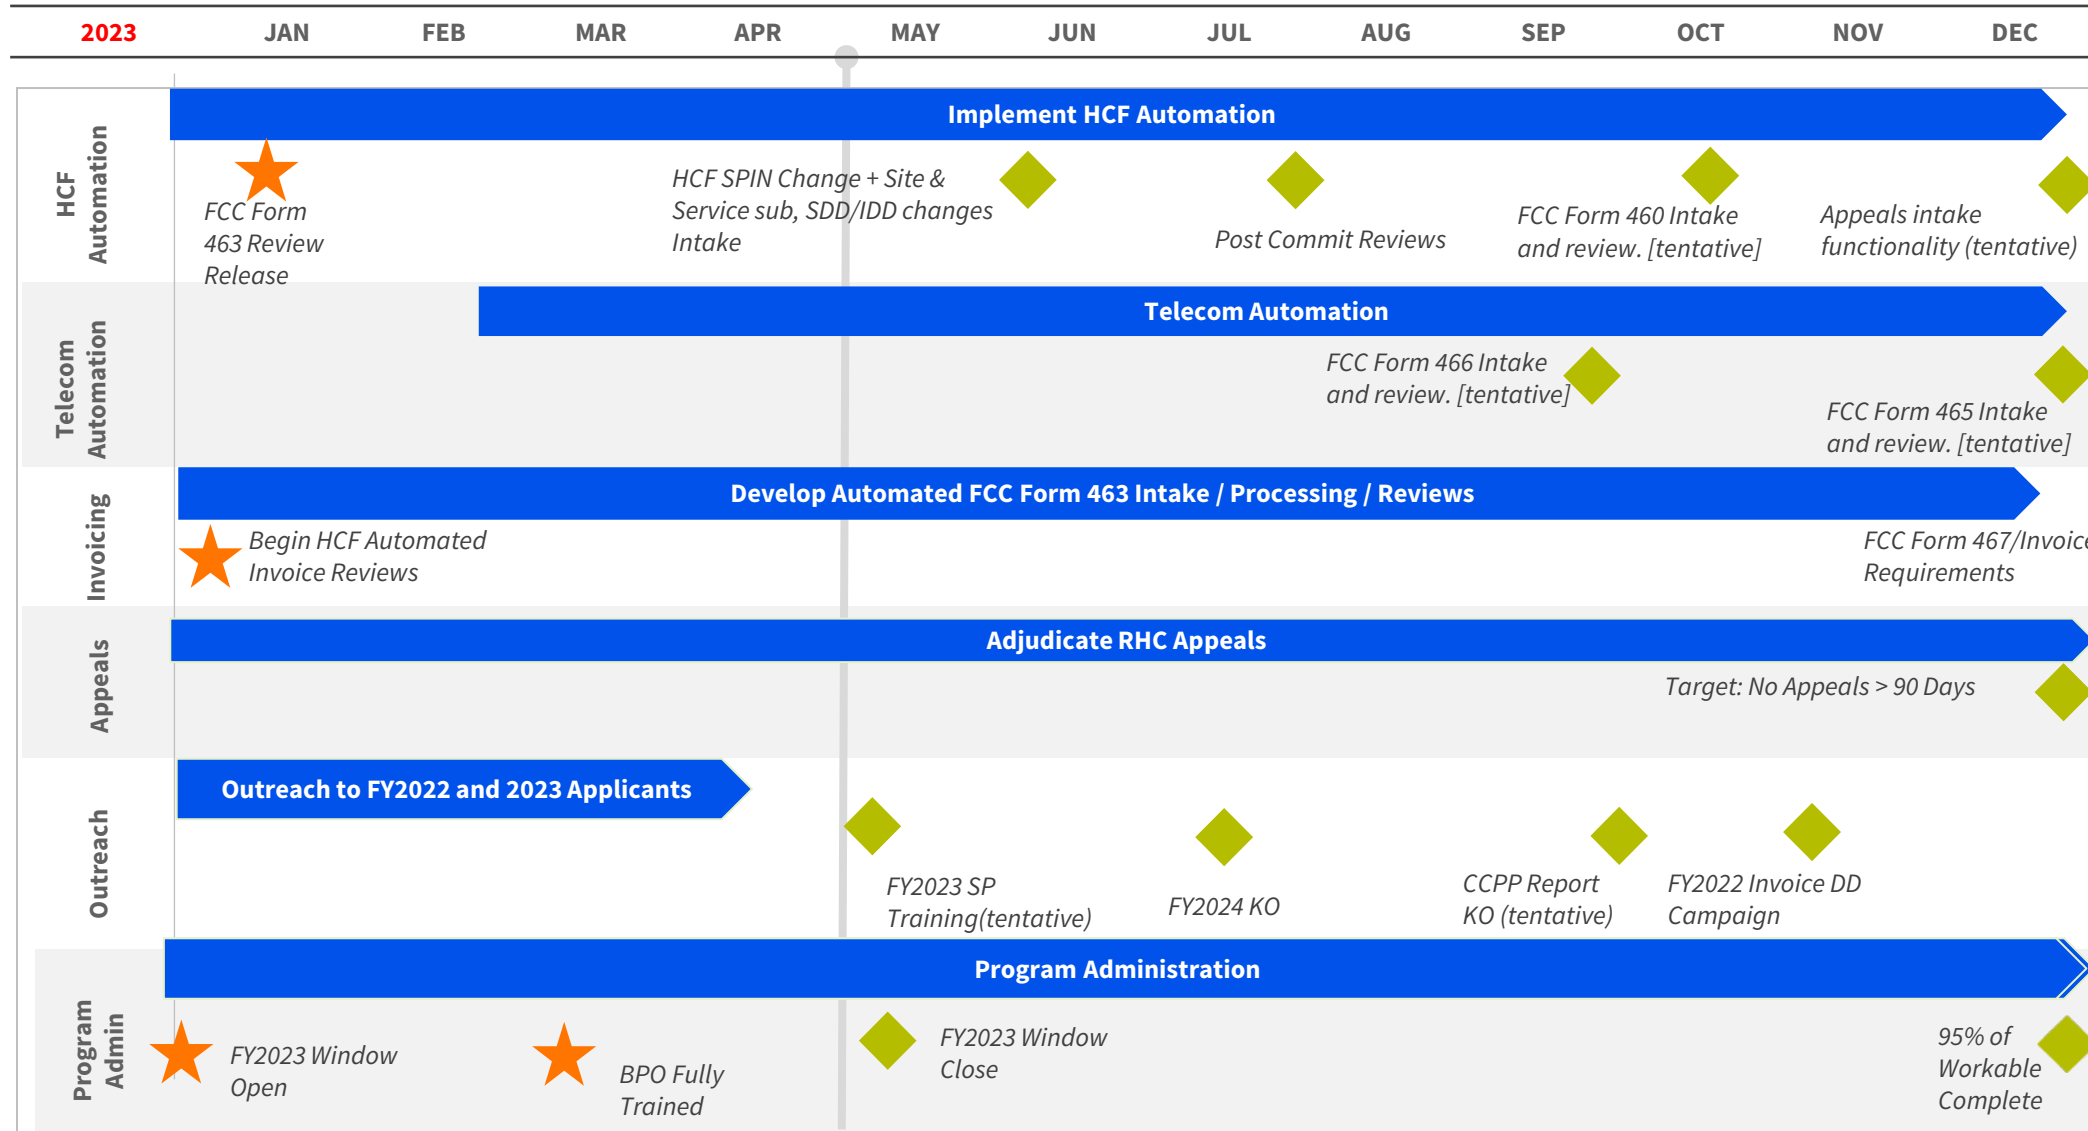 2023 JAN FEB MAR APR MAY JUN JUL AUG SEP OCT NOV DEC
HCF
Automation
Implement HCF Automation
FCC Form
463 Review
Release
HCF SPIN Change + Site &
Service sub, SDD/IDD changes
Intake
Post Commit Reviews
FCC Form 460 Intake
and review. [tentative]
Appeals intake
functionality (tentative)
Telecom
Automation
Telecom Automation
FCC Form 466 Intake
and review. [tentative]
FCC Form 465 Intake
and review. [tentative]
Invoicing
Develop Automated FCC Form 463 Intake / Processing / Reviews
Begin HCF Automated
Invoice Reviews
FCC Form 467/Invoice
Requirements
Appeals
Adjudicate RHC Appeals
Target: No Appeals > 90 Days
Outreach
Outreach to FY2022 and 2023 Applicants
FY2023 SP
Training(tentative)
FY2024 KO
CCPP Report
KO (tentative)
FY2022 Invoice DD
Campaign
Program
Admin
Program Administration
FY2023 Window
Open
BPO Fully
Trained
FY2023 Window
Close
95% of
Workable
Complete